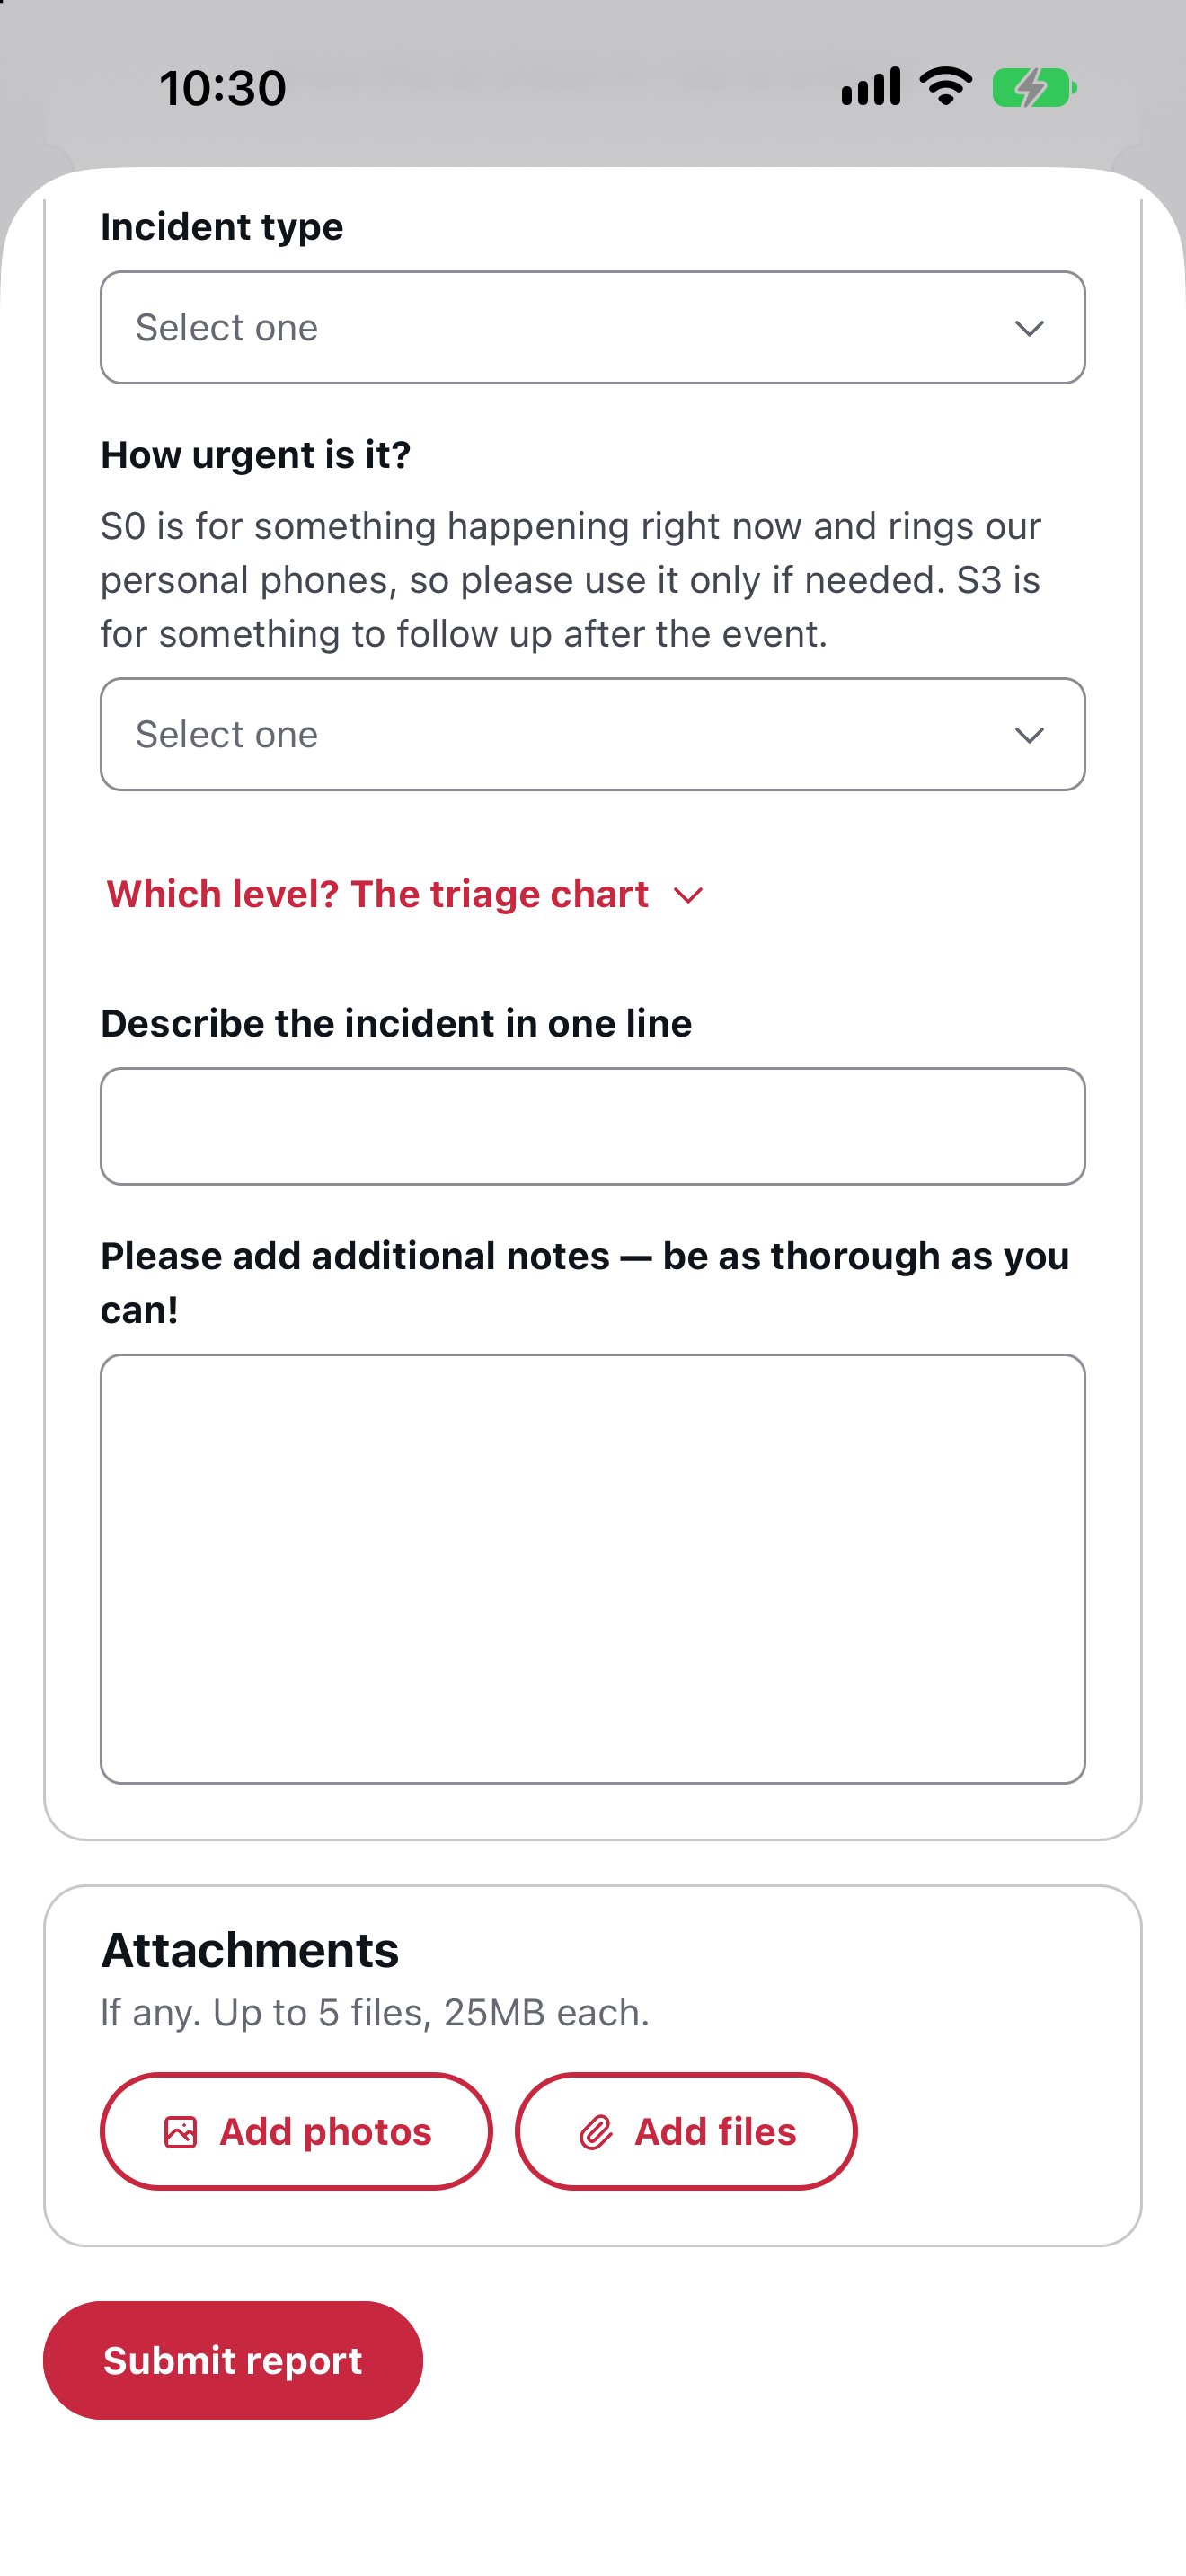 10:30
Incident type
Select one
How urgent is it?
S0 is for something happening right now and rings our
personal phones, so please use it only if needed. S3 is
for something to follow up after the event.
Select one
Which level? The triage chart
Describe the incident in one line
Please add additional notes — be as thorough as you
can!
Attachments
If any. Up to 5 files, 25MB each.
Add photos
Add files
Submit report